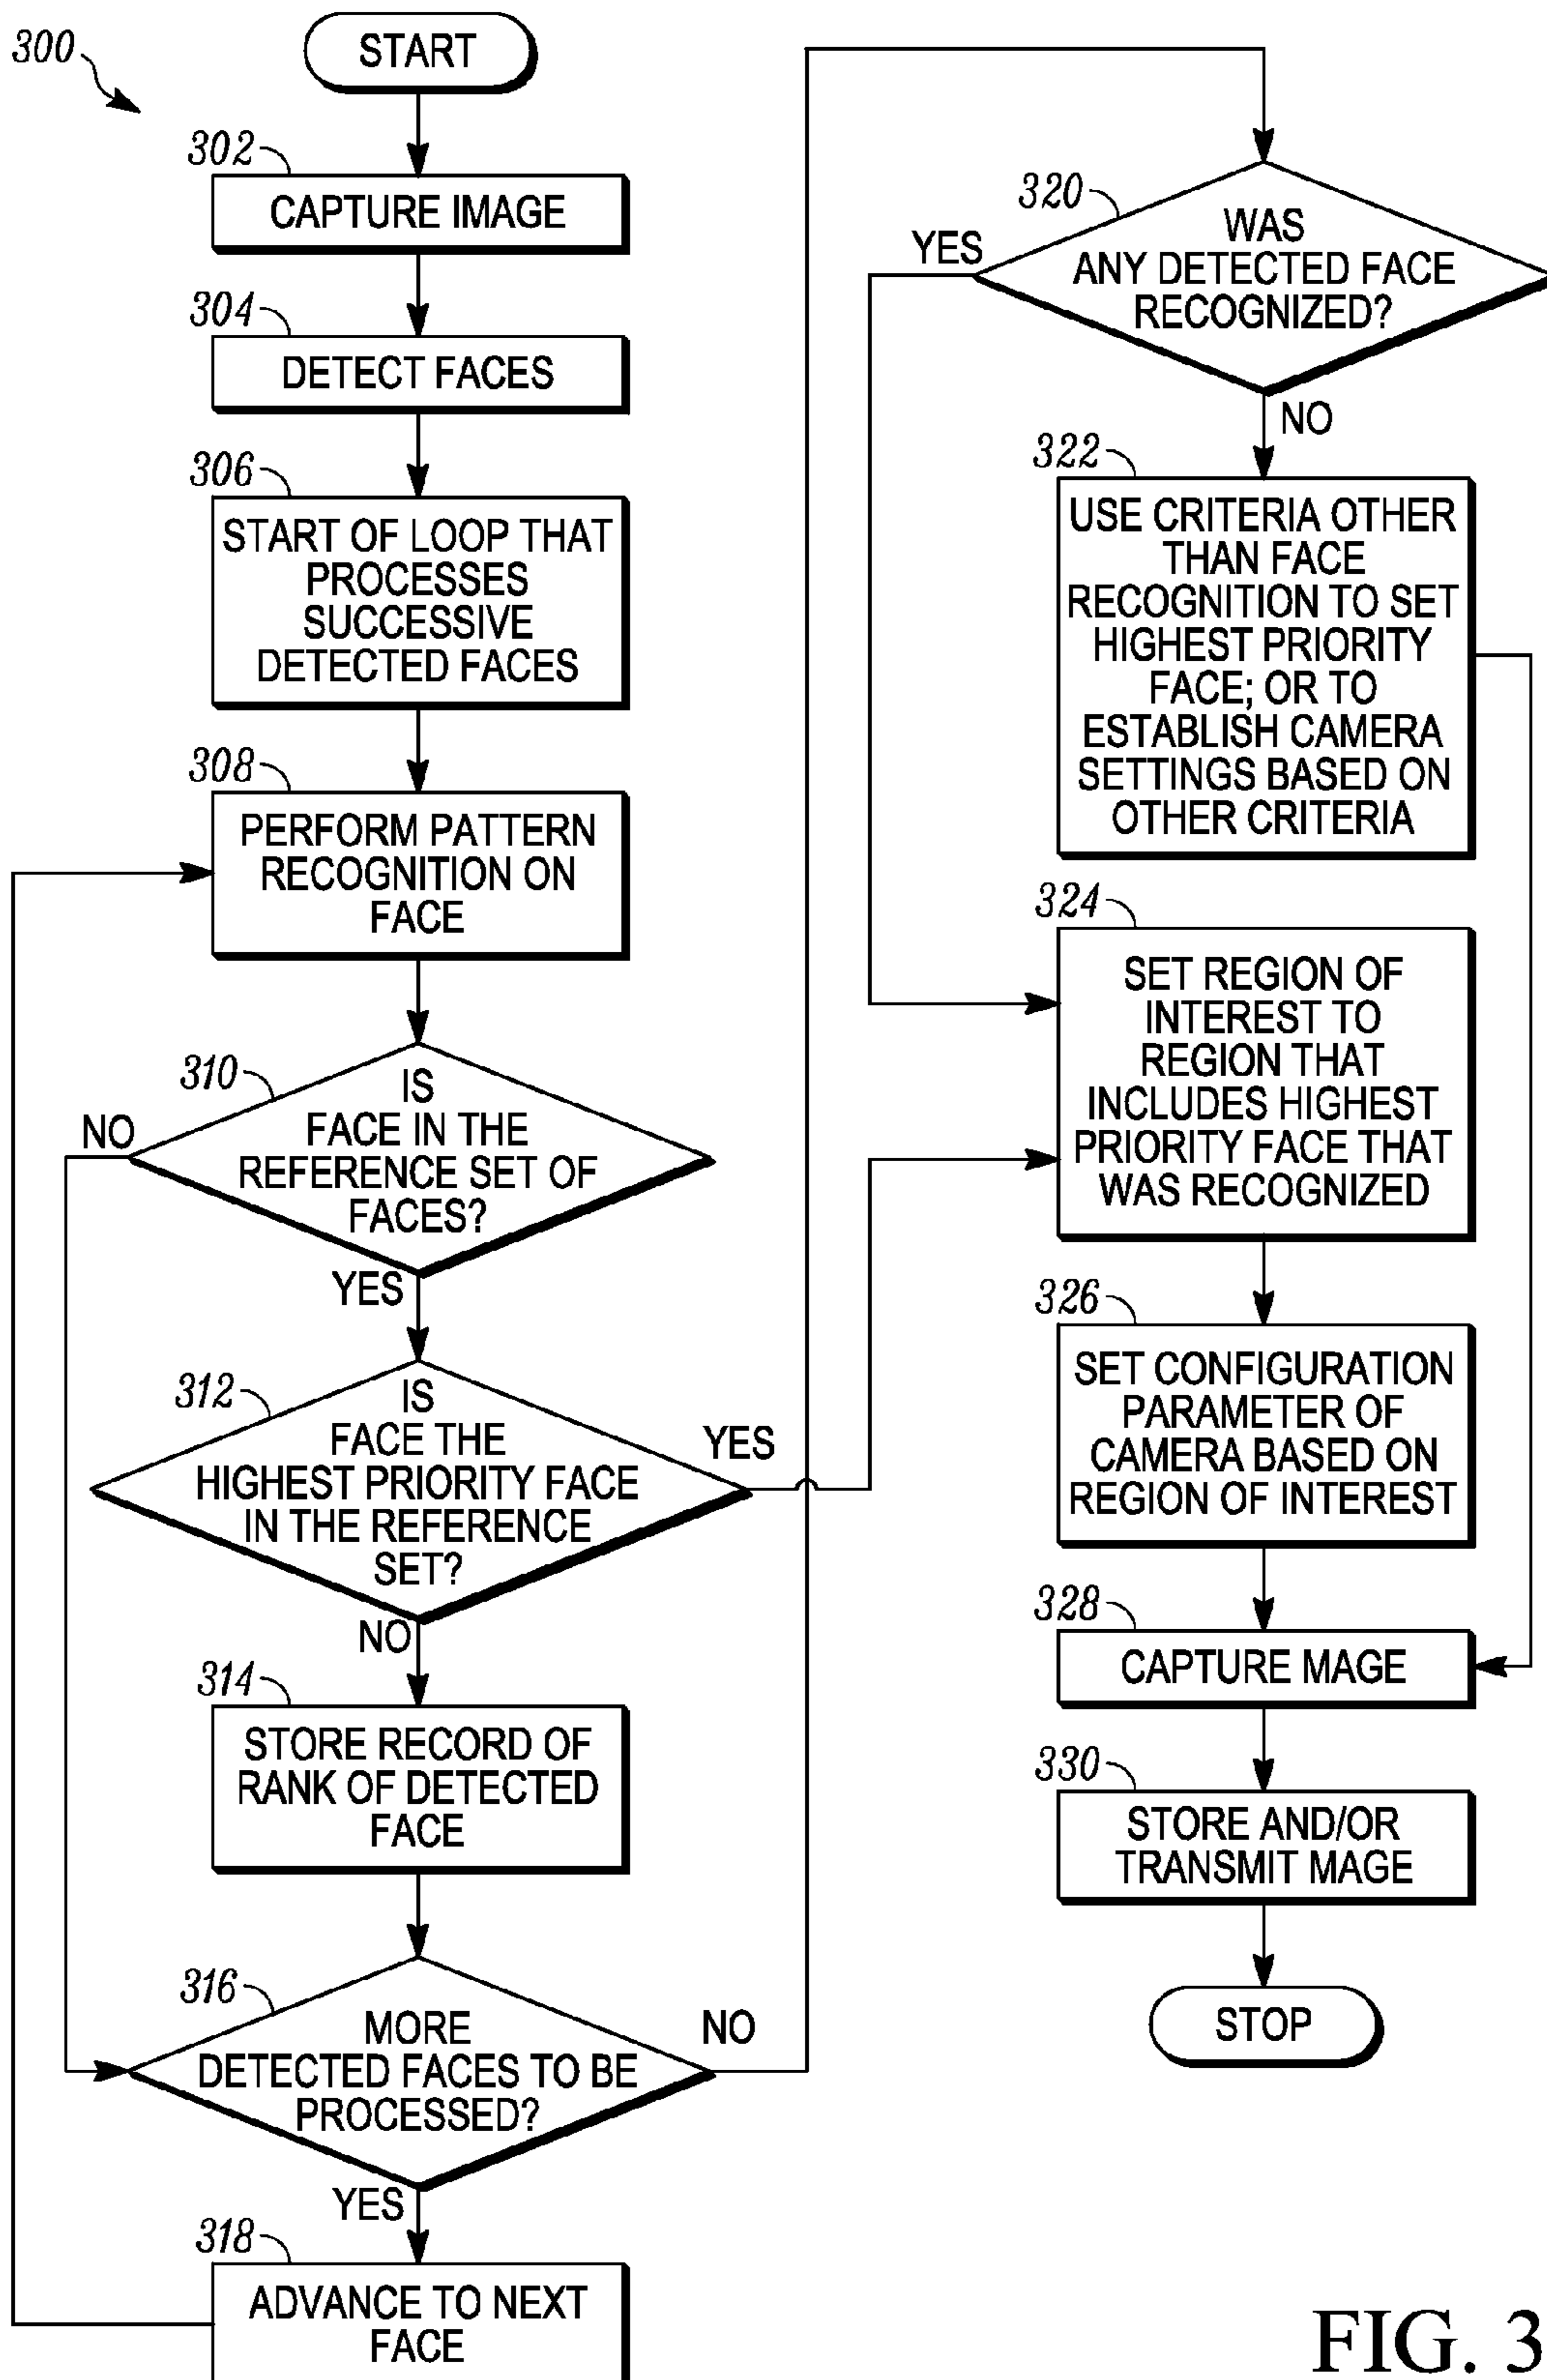 300
START
302
CAPTURE IMAGE
304
DETECT FACES
306
START OF LOOP THAT
PROCESSES
SUCCESSIVE
DETECTED FACES
308
PERFORM PATTERN
RECOGNITION ON
FACE
310
IS
FACE IN THE
REFERENCE SET OF
FACES?
NO
YES
312
IS
FACE THE
HIGHEST PRIORITY FACE
IN THE REFERENCE
SET?
YES
NO
314
STORE RECORD OF
RANK OF DETECTED
FACE
316
MORE
DETECTED FACES TO BE
PROCESSED?
NO
YES
318
ADVANCE TO NEXT
FACE
320
WAS
ANY DETECTED FACE
RECOGNIZED?
YES
NO
322
USE CRITERIA OTHER
THAN FACE
RECOGNITION TO SET
HIGHEST PRIORITY
FACE; OR TO
ESTABLISH CAMERA
SETTINGS BASED ON
OTHER CRITERIA
324
SET REGION OF
INTEREST TO
REGION THAT
INCLUDES HIGHEST
PRIORITY FACE THAT
WAS RECOGNIZED
326
SET CONFIGURATION
PARAMETER OF
CAMERA BASED ON
REGION OF INTEREST
328
CAPTURE MAGE
330
STORE AND/OR
TRANSMIT MAGE
STOP
FIG. 3